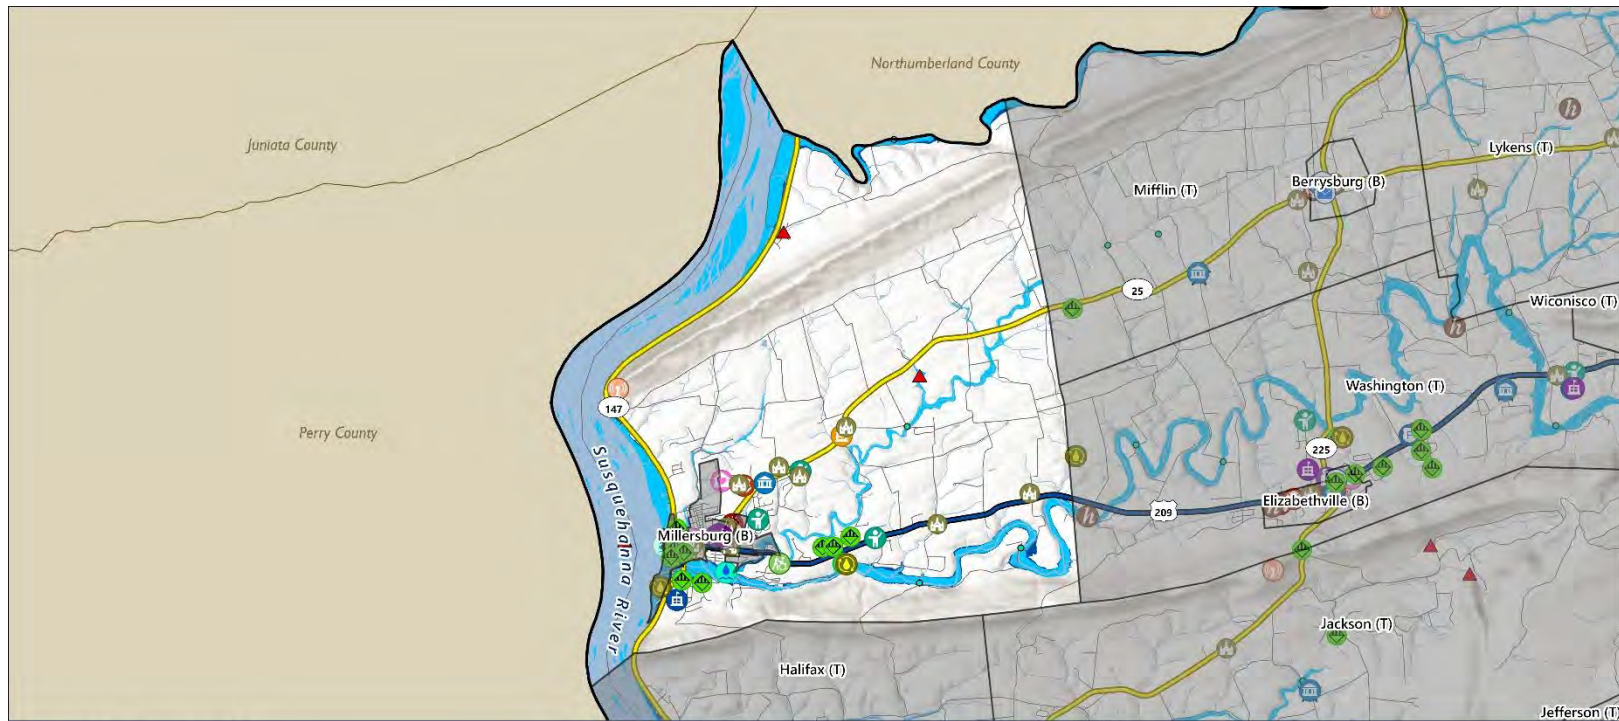 Northumberland County
Juniata County
Lykens (T)
Berrysburg (B)
Mifflin (T)
25
Wiconisco (T)
Washington (T)
147
Perry County
225
Elizabethville (B)
209
Millersburg (B)
Susquehanna River
Jackson (T)
Halifax (T)
Jefferson (T)
h
h
h